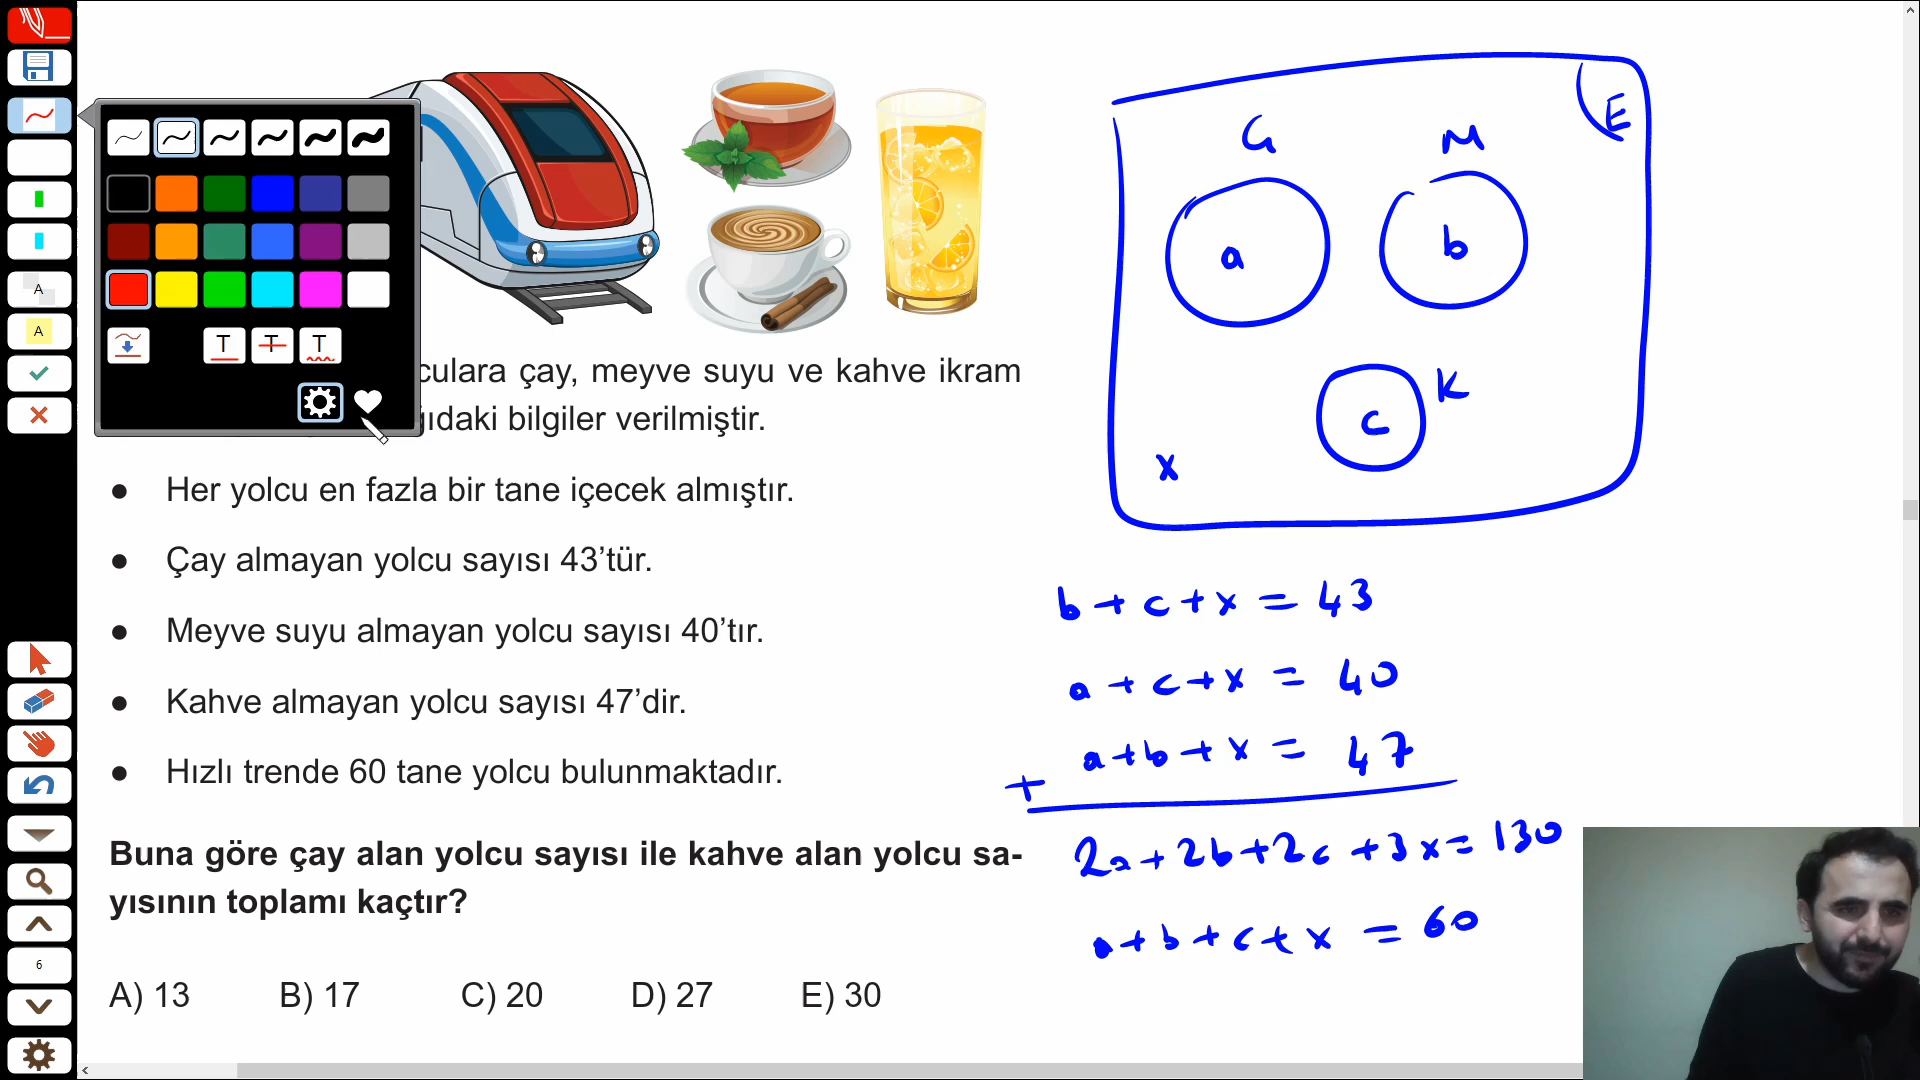 culara çay, meyve suyu ve kahve ikram
daki bilgiler verilmiştir.
● Her yolcu en fazla bir tane içecek almıştır.
● Çay almayan yolcu sayısı 43’tür.
● Meyve suyu almayan yolcu sayısı 40’tır.
● Kahve almayan yolcu sayısı 47’dir.
● Hızlı trende 60 tane yolcu bulunmaktadır.
Buna göre çay alan yolcu sayısı ile kahve alan yolcu sa-
yısının toplamı kaçtır?
A) 13 B) 17 C) 20 D) 27 E) 30
E
M
a
b
K
c
x
b + c + x = 43
a + c + x = 40
a + b + x = 47
+
2a + 2b + 2c + 3x = 130
a + b + c + x = 60
A
A
T T T
6